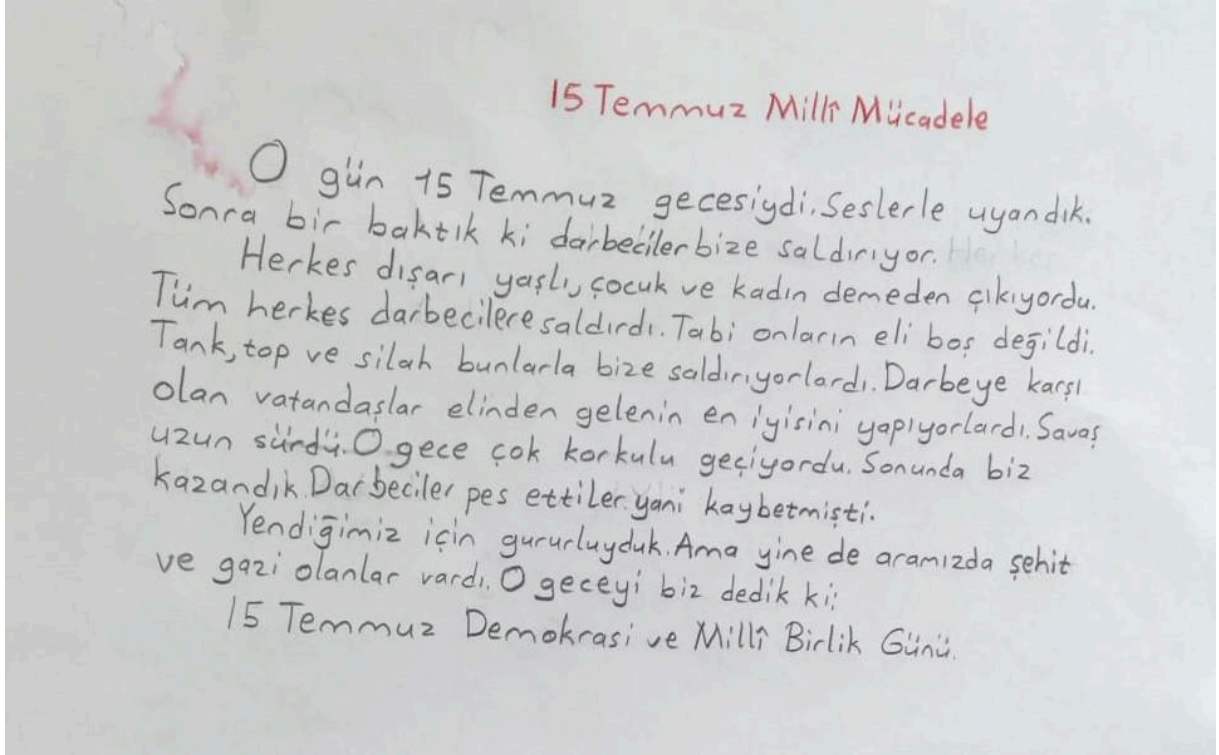 15 Temmuz Millî Mücadele
O gün 15 Temmuz gecesiydi. Seslerle uyandık.
Sonra bir baktık ki darbeciler bize saldırıyor.
Herkes dışarı yaşlı, çocuk ve kadın demeden çıkıyordu.
Tüm herkes darbecilere saldırdı. Tabi onların eli boş değildi.
Tank, top ve silah bunlarla bize saldırıyorlardı. Darbeye karşı
olan vatandaşlar elinden gelenin en iyisini yapıyorlardı. Savaş
uzun sürdü. O gece çok korkulu geçiyordu. Sonunda biz
kazandık. Darbeciler pes ettiler yani kaybetmişti.
Yendiğimiz için gururluyduk. Ama yine de aramızda şehit
ve gazi olanlar vardı. O geceyi biz dedik ki:
15 Temmuz Demokrasi ve Millî Birlik Günü.